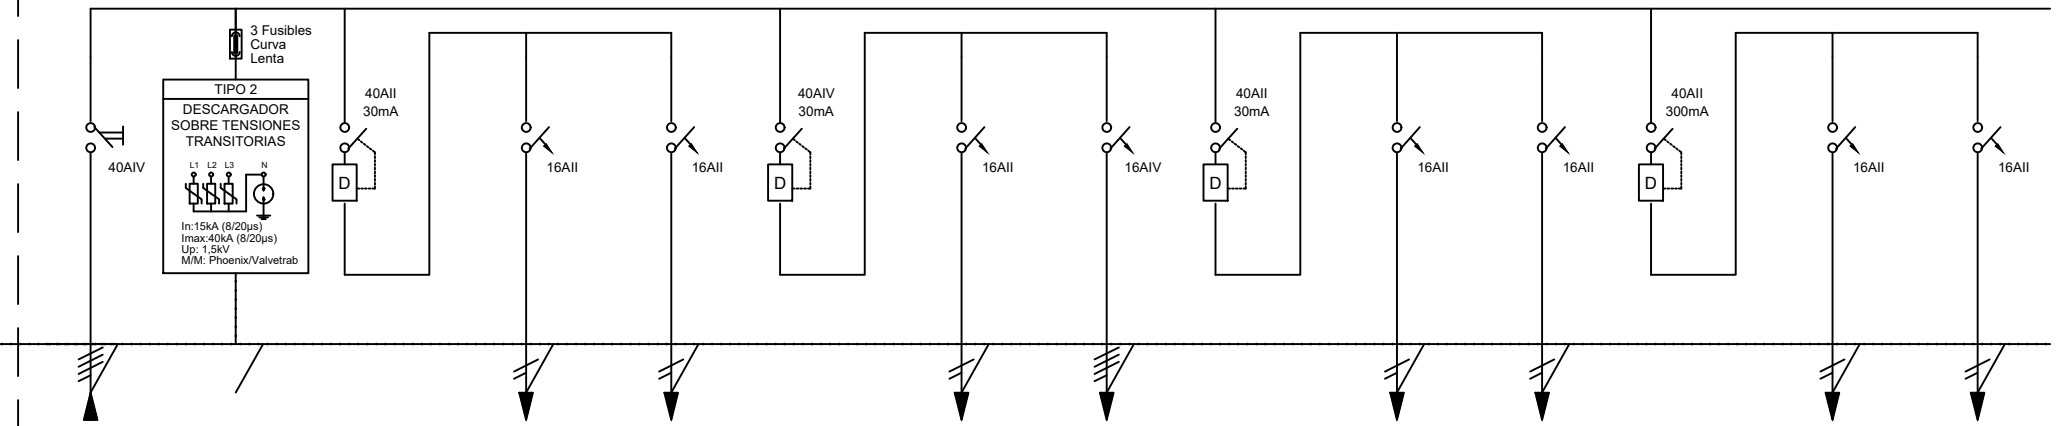 3 Fusibles
Curva
Lenta
TIPO 2
DESCARGADOR
SOBRE TENSIONES
TRANSITORIAS
L1 L2 L3 N
In:15kA (8/20µs)
Imax:40kA (8/20µs)
Up: 1,5kV
M/M: Phoenix/Valvetrab
40AIV
40AII
30mA
D
16AII
16AII
40AIV
30mA
D
16AII
16AIV
40AII
30mA
D
16AII
16AII
40AII
300mA
D
16AII
16AII